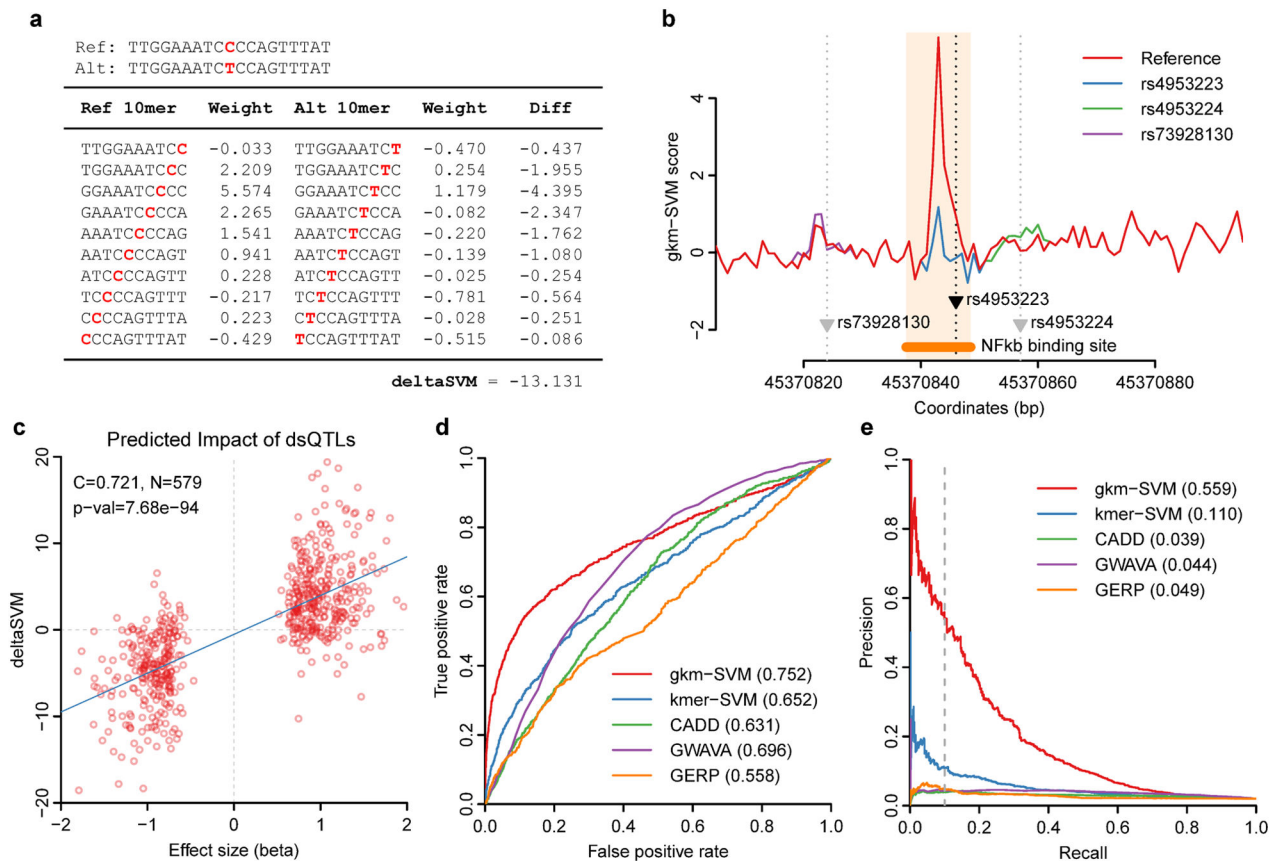 a
Ref: TTGGAAATCCCCAGTTTAT
Alt: TTGGAAATCTCCAGTTTAT
Ref 10mer Weight Alt 10mer Weight Diff
TTGGAAATCC -0.033 TTGGAAATCT -0.470 -0.437
TGGAAATCCC 2.209 TGGAAATCTC 0.254 -1.955
GGAAATCCCC 5.574 GGAAATCTCC 1.179 -4.395
GAAATCCCCA 2.265 GAAATCTCCA -0.082 -2.347
AAATCCCCAG 1.541 AAATCTCCAG -0.220 -1.762
AATCCCCAGT 0.941 AATCTCCAGT -0.139 -1.080
ATCCCCAGTT 0.228 ATCTCCAGTT -0.025 -0.254
TCCCCAGTTT -0.217 TCTCCAGTTT -0.781 -0.564
CCCCAGTTTA 0.223 CTCCAGTTTA -0.028 -0.251
CCCAGTTTAT -0.429 TCCAGTTTAT -0.515 -0.086
deltaSVM = -13.131
b
gkm-SVM score
4
2
0
-2
Reference
rs4953223
rs4953224
rs73928130
rs4953223
rs73928130
rs4953224
NFkb binding site
45370820 45370840 45370860 45370880
Coordinates (bp)
c
Predicted Impact of dsQTLs
C=0.721, N=579
p-val=7.68e-94
deltaSVM
20
10
0
-10
-20
-2 -1 0 1 2
Effect size (beta)
d
True positive rate
1.0
0.8
0.6
0.4
0.2
0.0
gkm-SVM (0.752)
kmer-SVM (0.652)
CADD (0.631)
GWAVA (0.696)
GERP (0.558)
0.0 0.2 0.4 0.6 0.8 1.0
False positive rate
e
Precision
1.0
0.8
0.6
0.4
0.2
0.0
gkm-SVM (0.559)
kmer-SVM (0.110)
CADD (0.039)
GWAVA (0.044)
GERP (0.049)
0.0 0.2 0.4 0.6 0.8 1.0
Recall